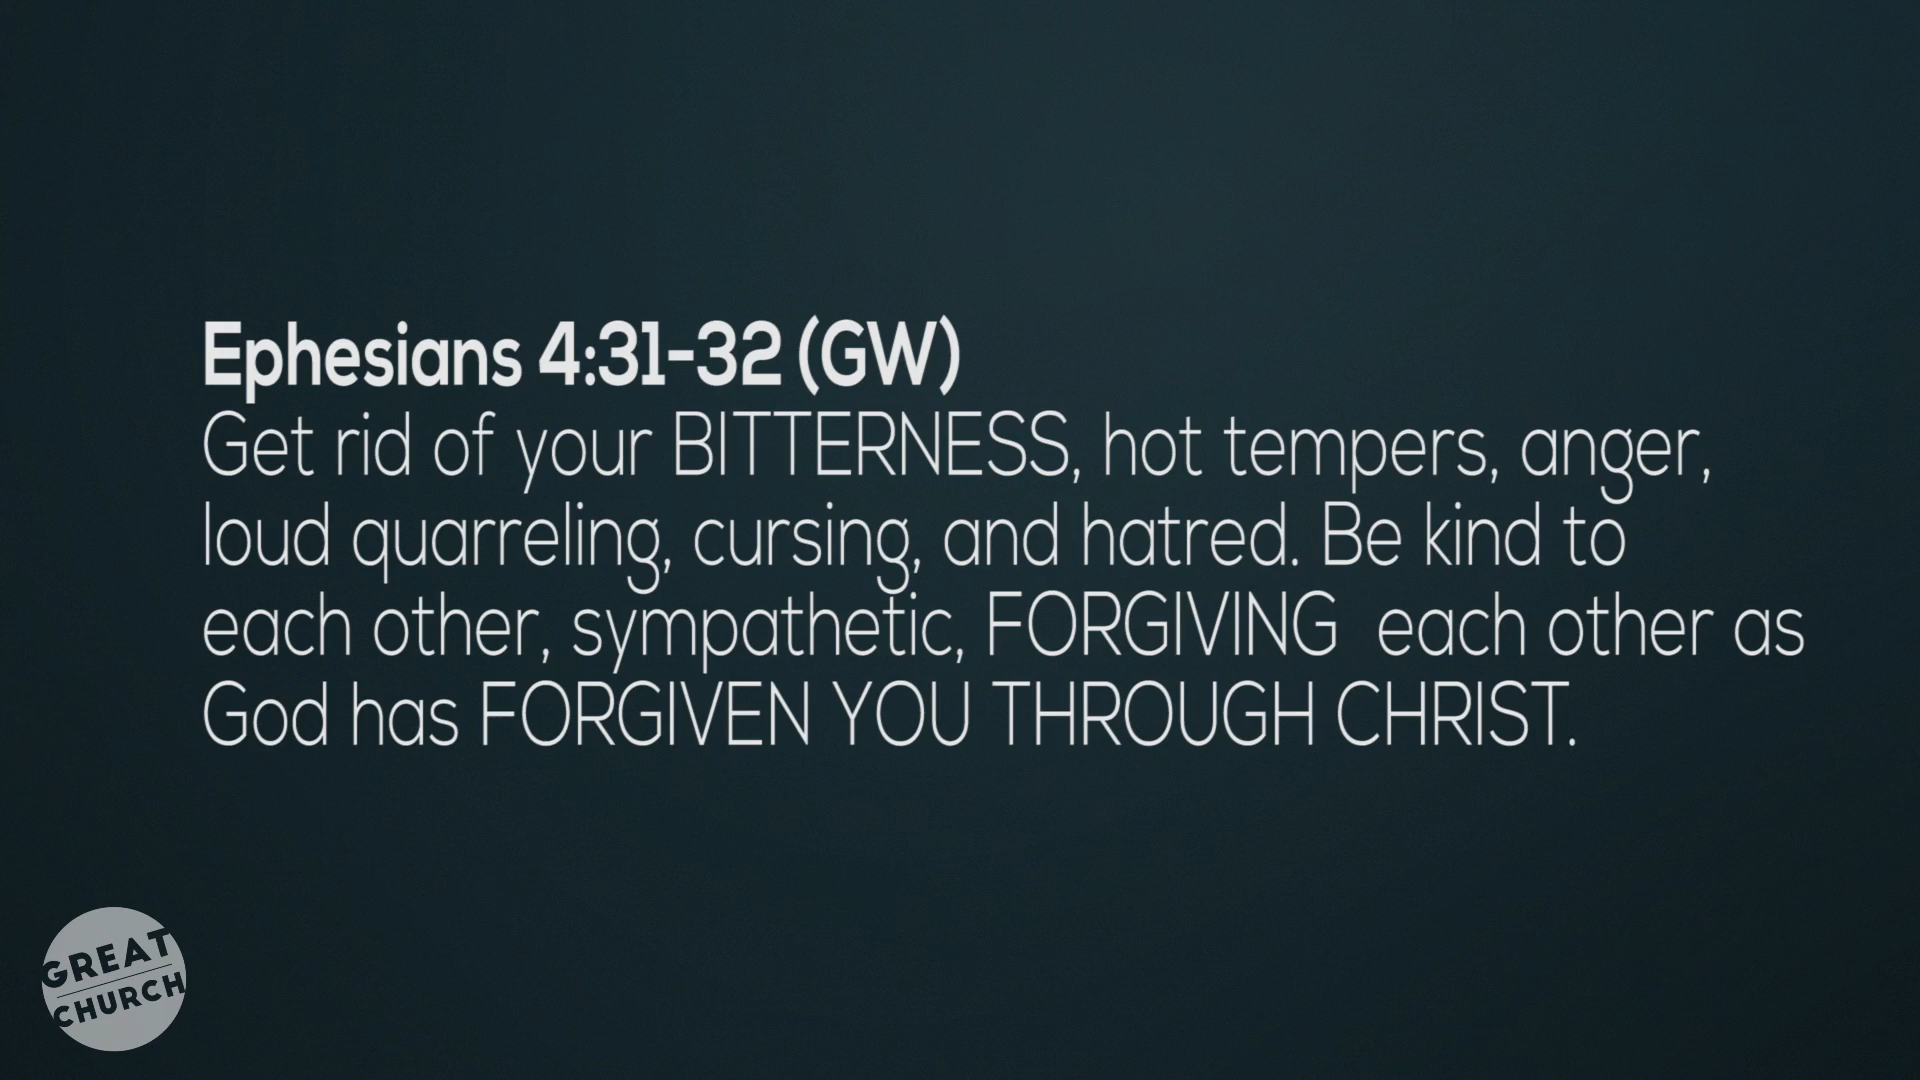 Ephesians 4:31-32 (GW)
Get rid of your BITTERNESS, hot tempers, anger,
loud quarreling, cursing, and hatred. Be kind to
each other, sympathetic, FORGIVING  each other as
God has FORGIVEN YOU THROUGH CHRIST.
GREAT
CHURCH